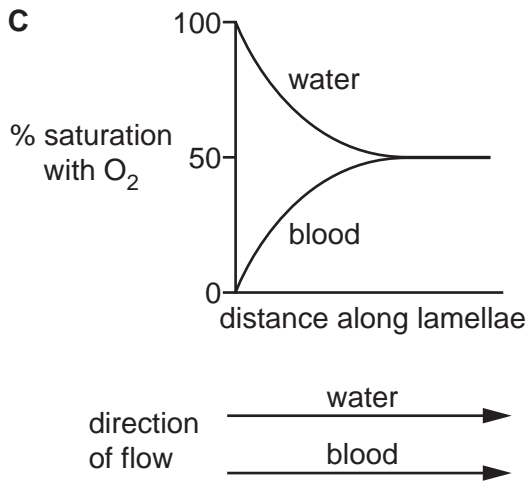 C
100
water
% saturation
with O2
50
blood
0
distance along lamellae
water
direction
of flow
blood